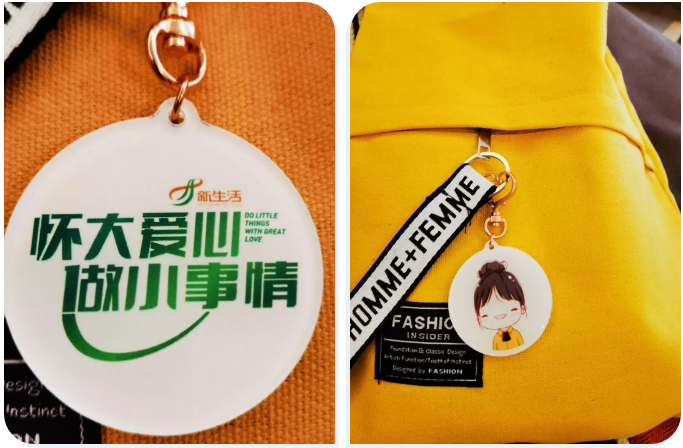 新生活
怀大爱心
DO LITTLE
THINGS
WITH GREAT
LOVE
做小事情
HOMME+FEMME
FASHIO
INSIDER
Foundation & classic Design
Designed by FASHION